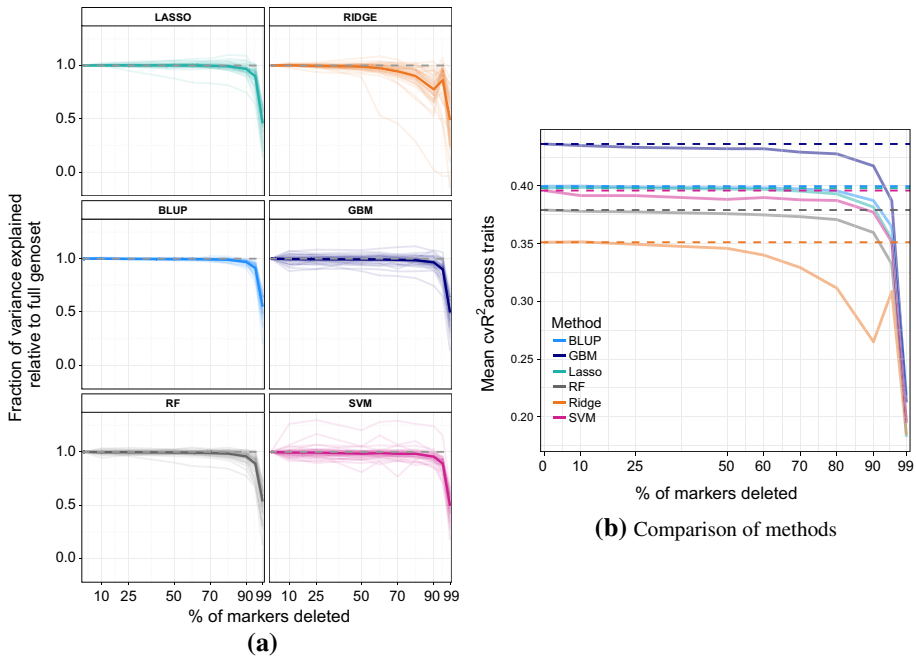 LASSO
RIDGE
1.0
0.5
0.0
BLUP
GBM
1.0
0.5
0.0
RF
SVM
1.0
0.5
0.0
Fraction of variance explained
relative to full genoset
10 25 50 70 90 99 10 25 50 70 90 99
% of markers deleted
(a)
Mean cvR² across traits
0.40
0.35
0.30
0.25
0.20
Method
BLUP
GBM
Lasso
RF
Ridge
SVM
0 10 25 50 60 70 80 90 99
% of markers deleted
(b) Comparison of methods